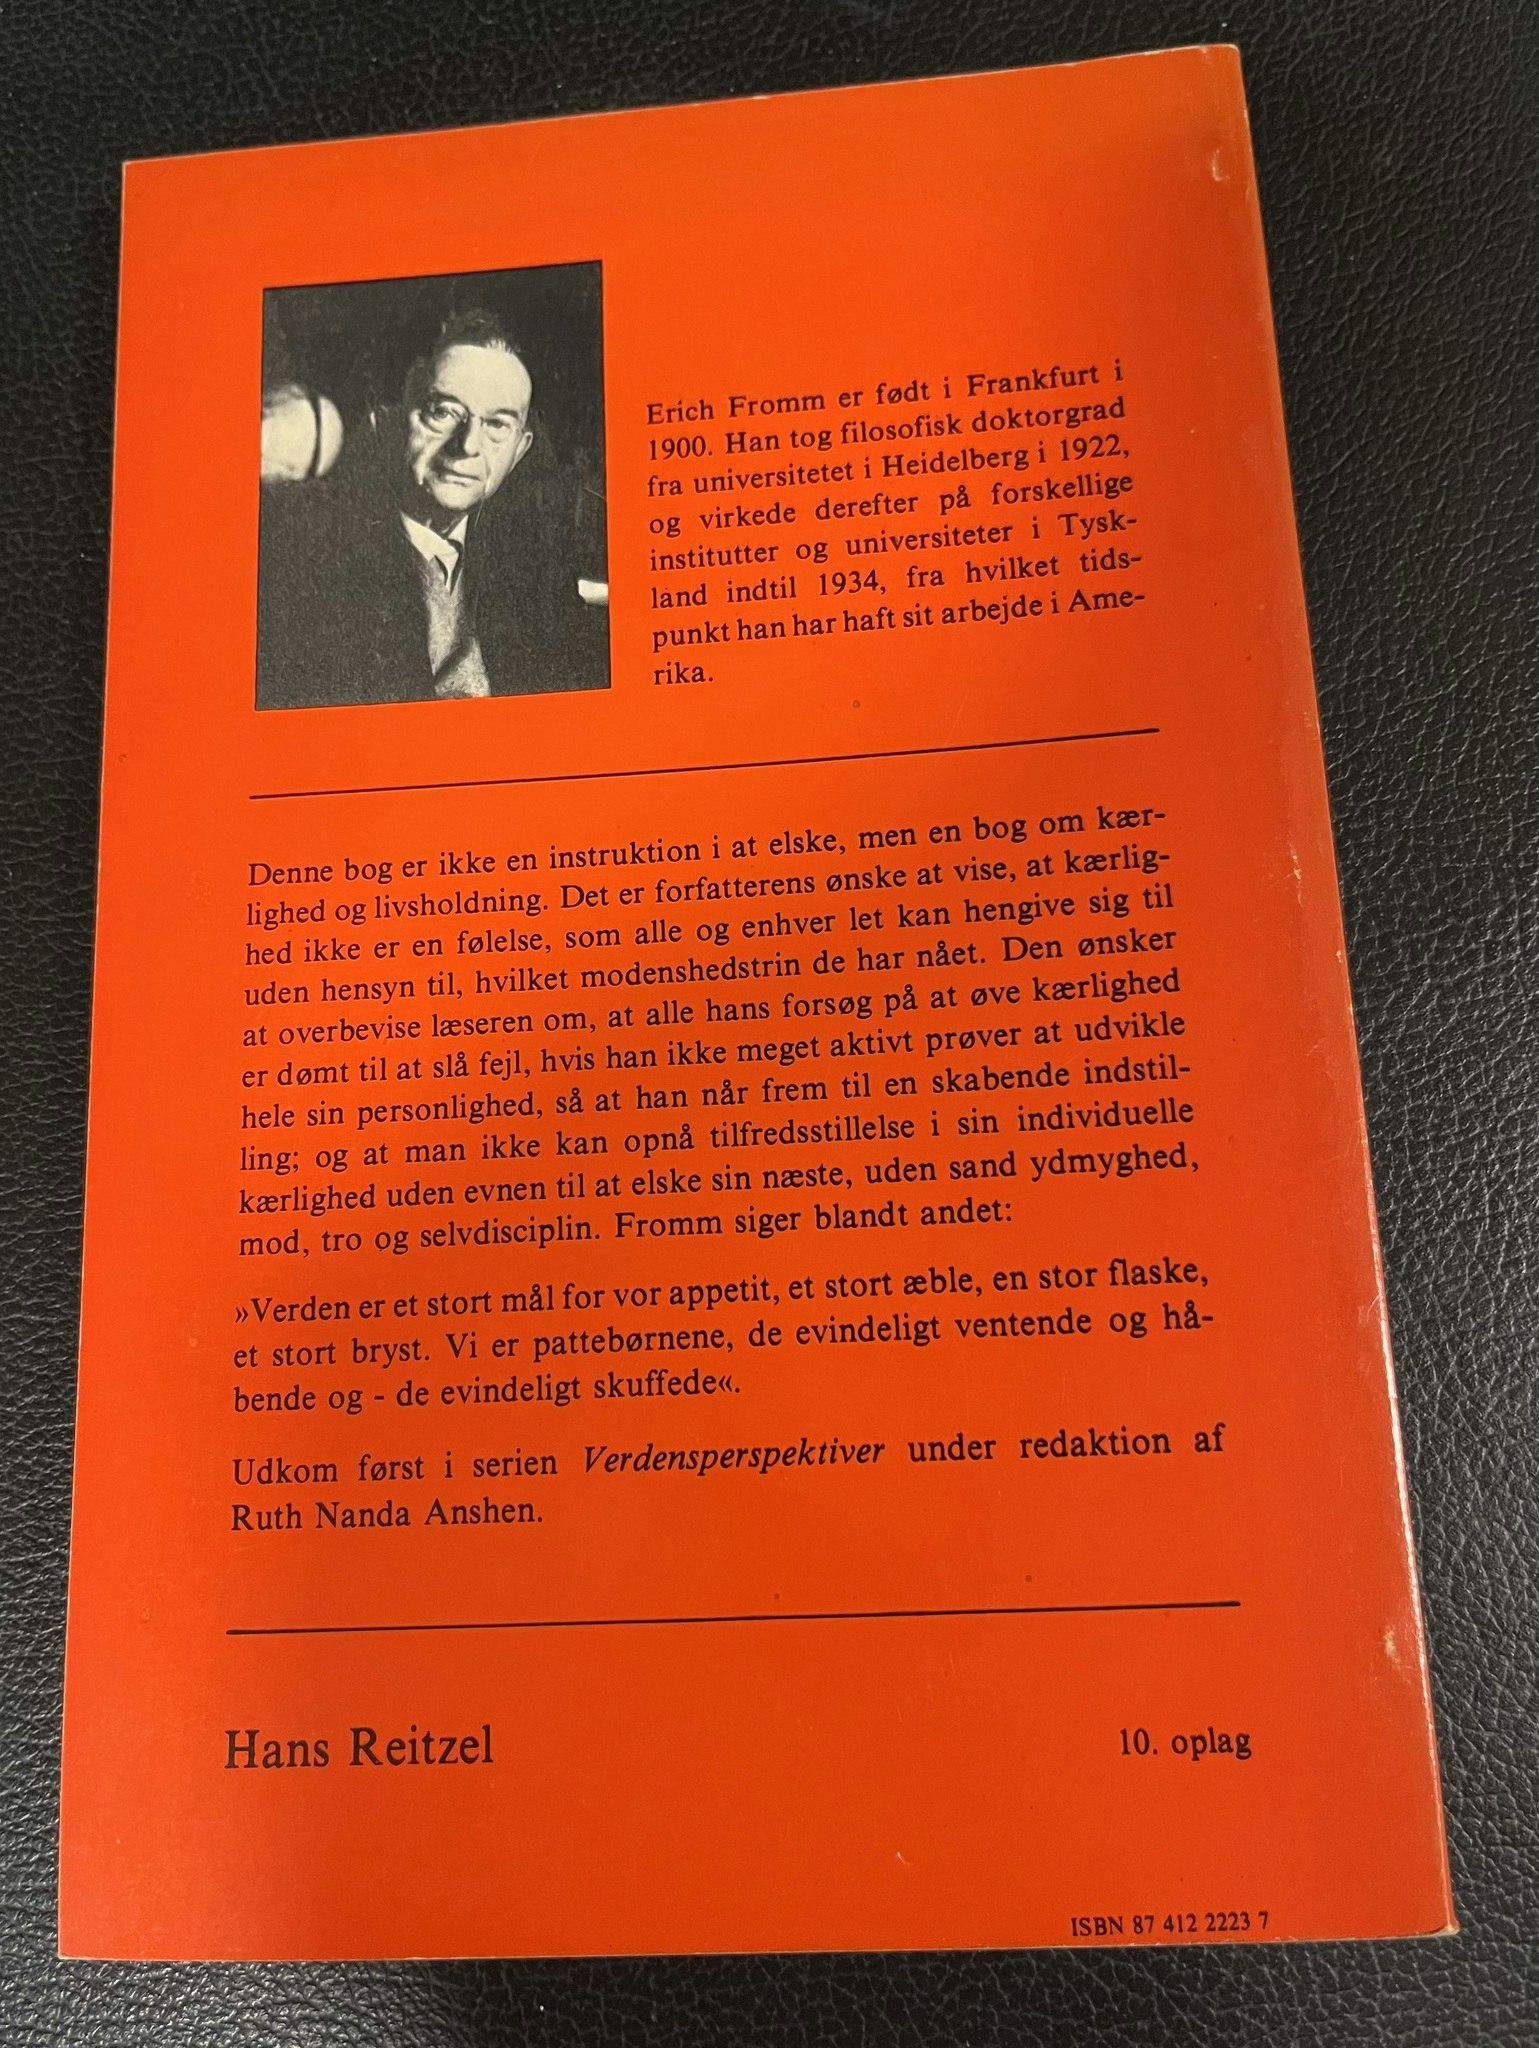 Erich Fromm er født i Frankfurt i
1900. Han tog filosofisk doktorgrad
fra universitetet i Heidelberg i 1922,
og virkede derefter på forskellige
institutter og universiteter i Tysk-
land indtil 1934, fra hvilket tids-
punkt han har haft sit arbejde i Ame-
rika.
Denne bog er ikke en instruktion i at elske, men en bog om kær-
lighed og livsholdning. Det er forfatterens ønske at vise, at kærlig-
hed ikke er en følelse, som alle og enhver let kan hengive sig til
uden hensyn til, hvilket modenshedstrin de har nået. Den ønsker
at overbevise læseren om, at alle hans forsøg på at øve kærlighed
er dømt til at slå fejl, hvis han ikke meget aktivt prøver at udvikle
hele sin personlighed, så at han når frem til en skabende indstil-
ling; og at man ikke kan opnå tilfredsstillelse i sin individuelle
kærlighed uden evnen til at elske sin næste, uden sand ydmyghed,
mod, tro og selvdisciplin. Fromm siger blandt andet:
»Verden er et stort mål for vor appetit, et stort æble, en stor flaske,
et stort bryst. Vi er pattebørnene, de evindeligt ventende og hå-
bende og - de evindeligt skuffede«.
Udkom først i serien Verdensperspektiver under redaktion af
Ruth Nanda Anshen.
Hans Reitzel
10. oplag
ISBN 87 412 2223 7